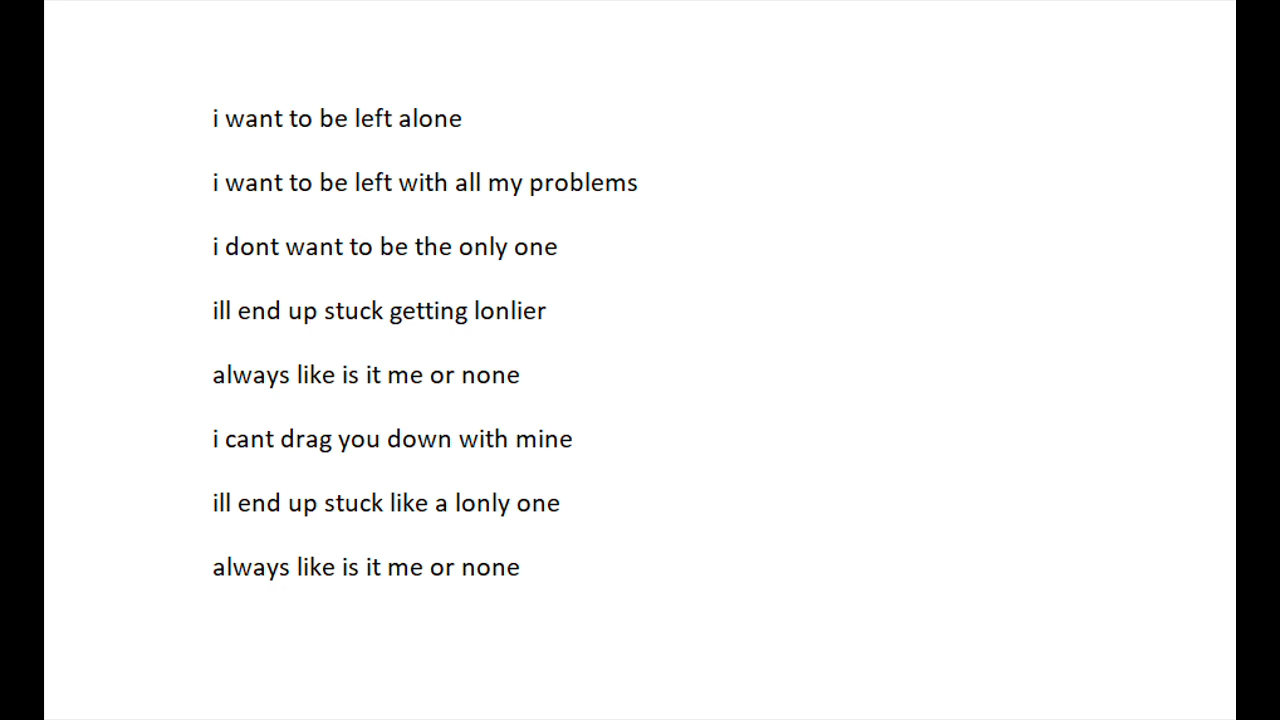 i want to be left alone
i want to be left with all my problems
i dont want to be the only one
ill end up stuck getting lonlier
always like is it me or none
i cant drag you down with mine
ill end up stuck like a lonly one
always like is it me or none